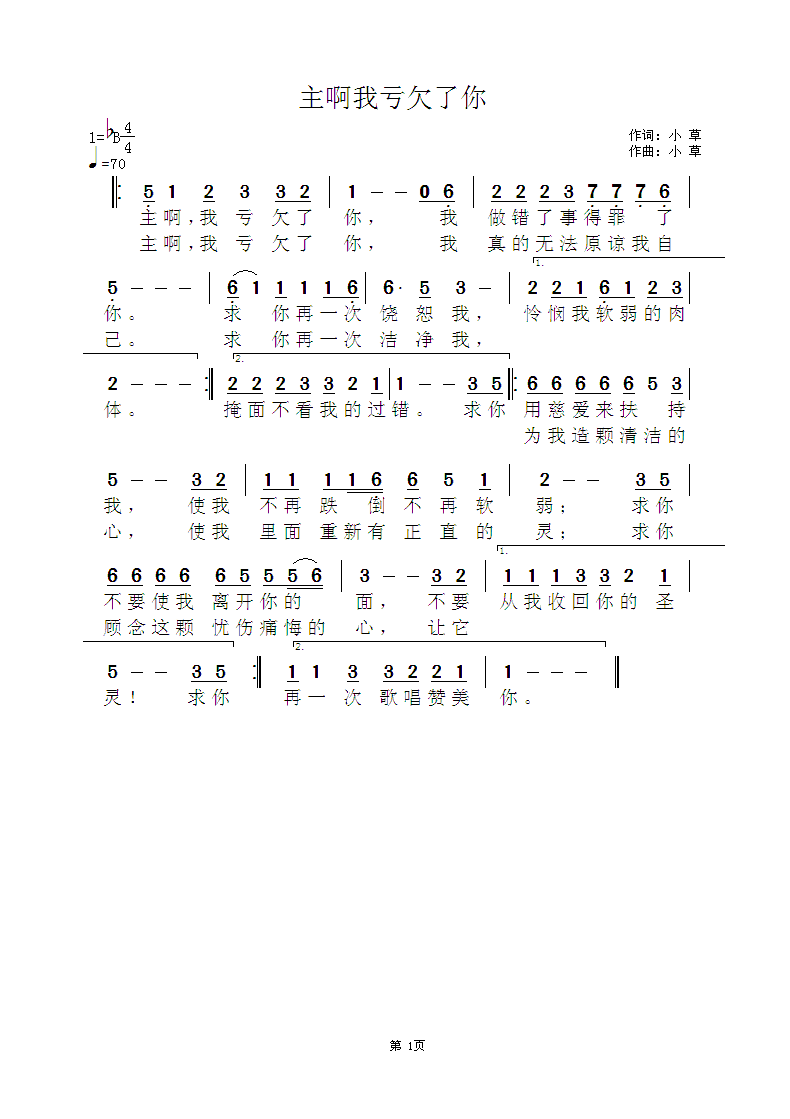 主啊我亏欠了你
1=♭B 4/4
♩=70
作词：小 草
作曲：小 草
5 1 2 3 3 2 | 1 － － 0 6 | 2 2 2 3 7 7 7 6 |
主啊,我 亏 欠了 你, 我 做错了事得罪 了
主啊,我 亏 欠了 你, 我 真的无法原谅我自
1.
5 － － － | 6 1 1 1 1 6 | 6· 5 3 － | 2 2 1 6 1 2 3
你。 求 你再一次 饶 恕 我, 怜悯我软弱的肉
己。 求 你再一次 洁 净 我,
2.
2 － － － :‖ 2 2 2 3 3 2 1 | 1 － － 3 5 ‖: 6 6 6 6 6 5 3
体。 掩面不看我的过错。 求你 用慈爱来扶 持
为我造颗清洁的
5 － － 3 2 | 1 1 1 1 6 6 5 1 | 2 － － 3 5
我, 使我 不再 跌 倒 不 再 软 弱; 求你
心, 使我 里面 重新有 正 直 的 灵; 求你
1.
6 6 6 6 6 5 5 5 6 | 3 － － 3 2 | 1 1 1 3 3 2 1
不要使我 离开你的 面, 不要 从我收回你的 圣
顾念这颗 忧伤痛悔的 心, 让它
2.
5 － － 3 5 :‖ 1 1 3 3 2 2 1 | 1 － － － ‖
灵! 求你 再一 次 歌唱赞美 你。
第 1页